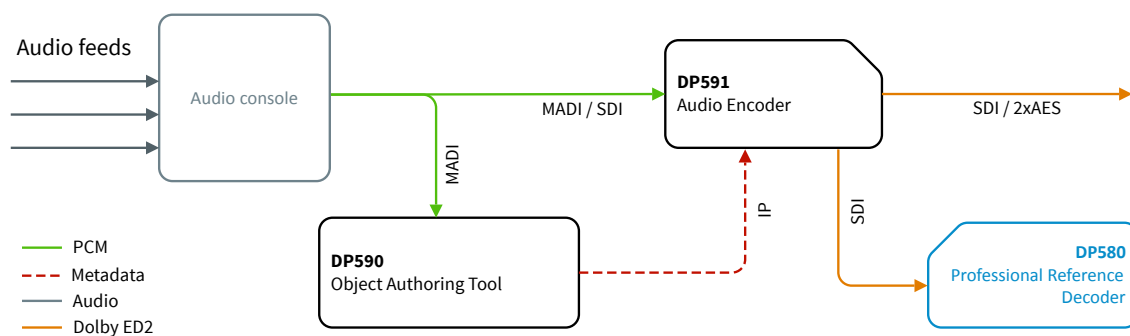 Audio feeds
Audio console
MADI / SDI
DP591
Audio Encoder
SDI / 2xAES
MADI
IP
SDI
DP590
Object Authoring Tool
DP580
Professional Reference
Decoder
PCM
Metadata
Audio
Dolby ED2